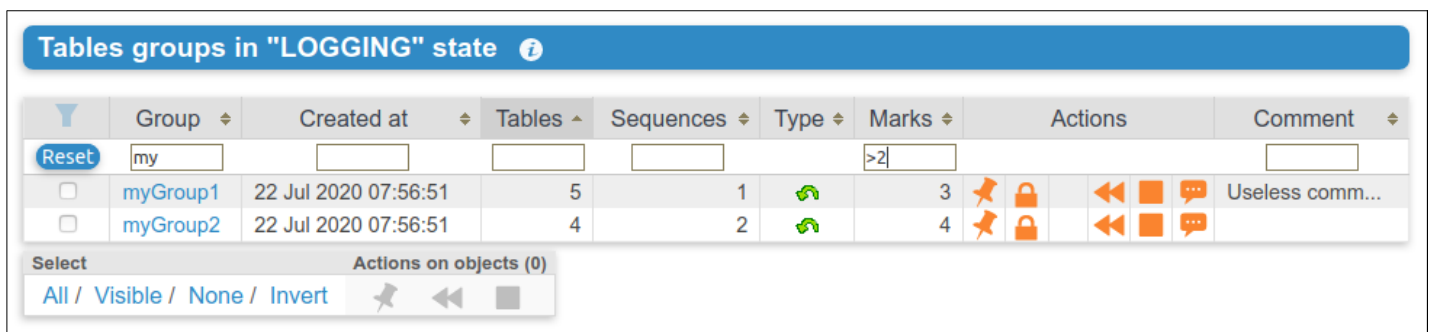 Tables groups in "LOGGING" state
Group Created at Tables Sequences Type Marks Actions Comment
Reset my >2
myGroup1 22 Jul 2020 07:56:51 5 1 3 Useless comm...
myGroup2 22 Jul 2020 07:56:51 4 2 4
Select Actions on objects (0)
All / Visible / None / Invert